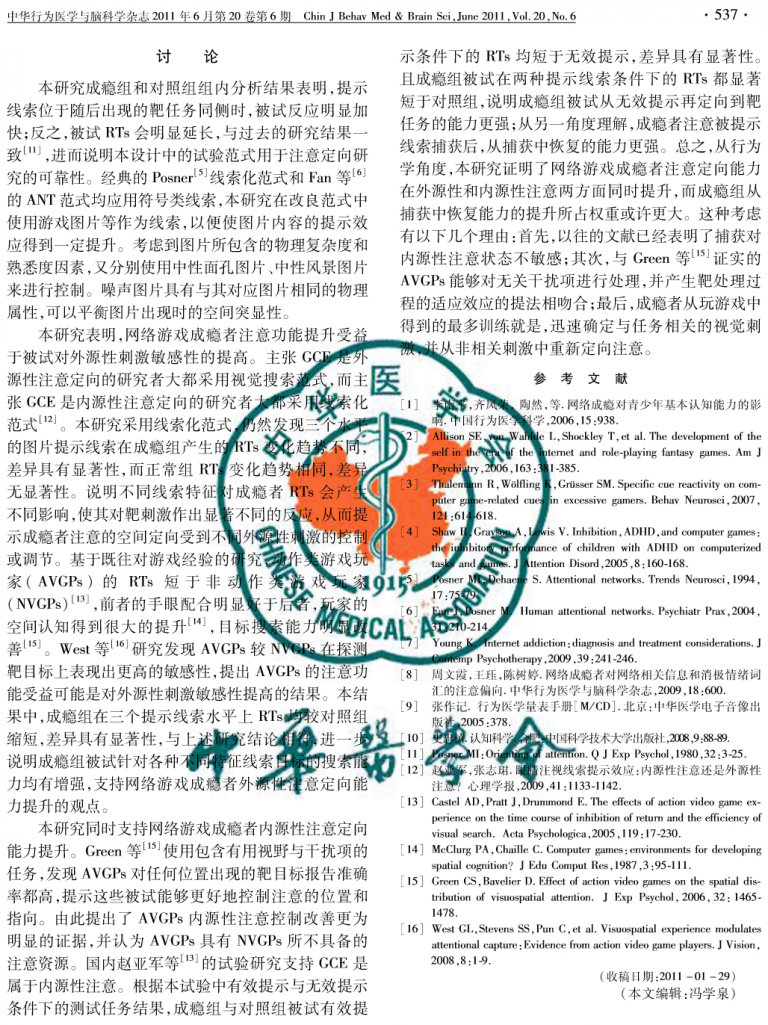 中华行为医学与脑科学杂志 2011 年 6 月第 20 卷第 6 期 Chin J Behav Med & Brain Sci, June 2011, Vol. 20, No. 6
· 537 ·
讨 论
本研究成瘾组和对照组组内分析结果表明,提示
线索位于随后出现的靶任务同侧时,被试反应明显加
快;反之,被试 RTs 会明显延长,与过去的研究结果一
致[11],进而说明本设计中的试验范式用于注意定向研
究的可靠性。经典的 Posner[5]线索化范式和 Fan 等[6]
的 ANT 范式均应用符号类线索,本研究在改良范式中
使用游戏图片等作为线索,以便使图片内容的提示效
应得到一定提升。考虑到图片所包含的物理复杂度和
熟悉度因素,又分别使用中性面孔图片、中性风景图片
来进行控制。噪声图片具有与其对应图片相同的物理
属性,可以平衡图片出现时的空间突显性。
本研究表明,网络游戏成瘾者注意功能提升受益
于被试对外源性刺激敏感性的提高。主张 GCE 是外
源性注意定向的研究者大都采用视觉搜索范式,而主
张 GCE 是内源性注意定向的研究者大都采用线索化
范式[12]。本研究采用线索化范式,仍然发现三个水平
的图片提示线索在成瘾组产生的 RTs 变化趋势不同,
差异具有显著性,而正常组 RTs 变化趋势相同,差异
无显著性。说明不同线索特征对成瘾者 RTs 会产生
不同影响,使其对靶刺激作出显著不同的反应,从而提
示成瘾者注意的空间定向受到不同外源性刺激的控制
或调节。基于既往对游戏经验的研究,动作类游戏玩
家(AVGPs)的 RTs 短于非动作类游戏玩家
(NVGPs)[13],前者的手眼配合明显好于后者,玩家的
空间认知得到很大的提升[14],目标搜索能力明显改
善[15]。West 等[16]研究发现 AVGPs 较 NVGPs 在探测
靶目标上表现出更高的敏感性,提出 AVGPs 的注意功
能受益可能是对外源性刺激敏感性提高的结果。本结
果中,成瘾组在三个提示线索水平上 RTs 均较对照组
缩短,差异具有显著性,与上述研究结论相符,进一步
说明成瘾组被试针对各种不同特征线索目标的搜索能
力均有增强,支持网络游戏成瘾者外源性注意定向能
力提升的观点。
本研究同时支持网络游戏成瘾者内源性注意定向
能力提升。Green 等[15]使用包含有用视野与干扰项的
任务,发现 AVGPs 对任何位置出现的靶目标报告准确
率都高,提示这些被试能够更好地控制注意的位置和
指向。由此提出了 AVGPs 内源性注意控制改善更为
明显的证据,并认为 AVGPs 具有 NVGPs 所不具备的
注意资源。国内赵亚军等[13]的试验研究支持 GCE 是
属于内源性注意。根据本试验中有效提示与无效提示
条件下的测试任务结果,成瘾组与对照组被试有效提
示条件下的 RTs 均短于无效提示,差异具有显著性。
且成瘾组被试在两种提示线索条件下的 RTs 都显著
短于对照组,说明成瘾组被试从无效提示再定向到靶
任务的能力更强;从另一角度理解,成瘾者注意被提示
线索捕获后,从捕获中恢复的能力更强。总之,从行为
学角度,本研究证明了网络游戏成瘾者注意定向能力
在外源性和内源性注意两方面同时提升,而成瘾组从
捕获中恢复能力的提升所占权重或许更大。这种考虑
有以下几个理由:首先,以往的文献已经表明了捕获对
内源性注意状态不敏感;其次,与 Green 等[15]证实的
AVGPs 能够对无关干扰项进行处理,并产生靶处理过
程的适应效应的提法相吻合;最后,成瘾者从玩游戏中
得到的最多训练就是,迅速确定与任务相关的视觉刺
激,并从非相关刺激中重新定向注意。
参 考 文 献
[1] 齐凤, 陶然,等. 网络成瘾对青少年基本认知能力的影
响. 中国行为医学科学,2006,15:938.
[2] Allison SE, von Wahlde L, Shockley T, et al. The development of the
self in the era of the internet and role-playing fantasy games. Am J
Psychiatry, 2006, 163:381-385.
[3] Thalemann R, Wölfling K, Grüsser SM. Specific cue reactivity on com-
puter game-related cues in excessive gamers. Behav Neurosci, 2007,
121:614-618.
[4] Shaw R, Grayson A, Lewis V. Inhibition, ADHD, and computer games:
the inhibitory performance of children with ADHD on computerized
tasks and games. J Attention Disord, 2005, 8:160-168.
[5] Posner MI, Dehaene S. Attentional networks. Trends Neurosci, 1994,
17:75-79.
[6] Fan J, Posner M. Human attentional networks. Psychiatr Prax, 2004,
31:210-214.
[7] Young K. Internet addiction: diagnosis and treatment considerations. J
Contemp Psychotherapy, 2009, 39:241-246.
[8] 周文霞,王珏,陈树婷. 网络成瘾者对网络相关信息和消极情绪词
汇的注意偏向. 中华行为医学与脑科学杂志,2009,18:600.
[9] 张作记. 行为医学量表手册[M/CD]. 北京:中华医学电子音像出
版社,2005:378.
[10] 认知科学. 合肥:中国科学技术大学出版社,2008,9:88-89.
[11] Posner MI. Orienting of attention. Q J Exp Psychol, 1980, 32:3-25.
[12] 赵亚军,张志珺. 眼睛注视线索提示效应:内源性注意还是外源性
注意? 心理学报,2009,41:1133-1142.
[13] Castel AD, Pratt J, Drummond E. The effects of action video game ex-
perience on the time course of inhibition of return and the efficiency of
visual search. Acta Psychologica, 2005, 119:17-230.
[14] McClurg PA, Chaille C. Computer games: environments for developing
spatial cognition? J Edu Comput Res, 1987, 3:95-111.
[15] Green CS, Bavelier D. Effect of action video games on the spatial dis-
tribution of visuospatial attention. J Exp Psychol, 2006, 32: 1465-
1478.
[16] West GL, Stevens SS, Pun C, et al. Visuospatial experience modulates
attentional capture: Evidence from action video game players. J Vision,
2008, 8:1-9.
(收稿日期:2011-01-29)
(本文编辑:冯学泉)
中华医学会
1915
CHINESE MEDICAL ASSOCIATION
中华医学会